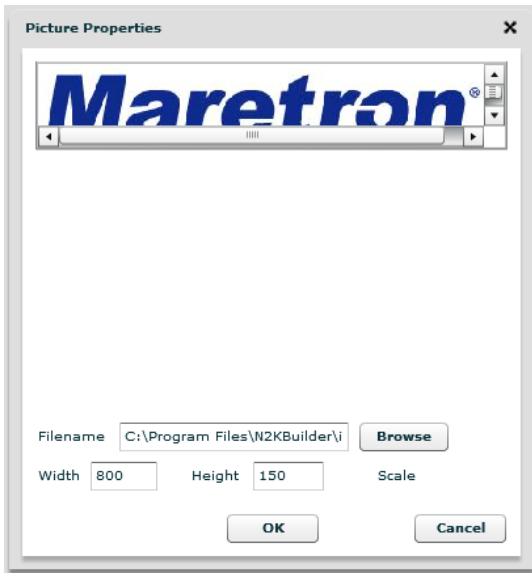 Picture Properties
Maretron®
Filename C:\Program Files\N2KBuilder\i Browse
Width 800 Height 150 Scale
OK Cancel